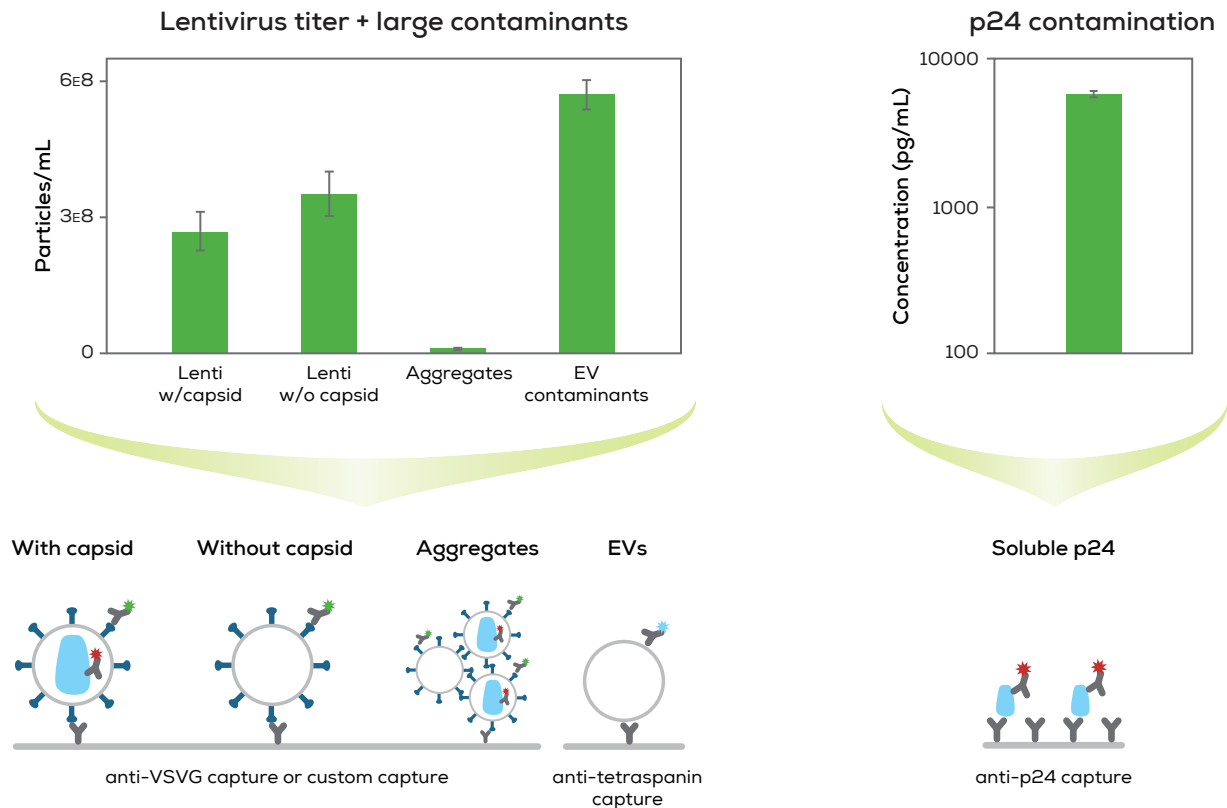 Lentivirus titer + large contaminants
Particles/mL
6E8
3E8
0
Lenti
w/capsid
Lenti
w/o capsid
Aggregates
EV
contaminants
p24 contamination
Concentration (pg/mL)
10000
1000
100
With capsid
Without capsid
Aggregates
EVs
Soluble p24
anti-VSVG capture or custom capture
anti-tetraspanin
capture
anti-p24 capture